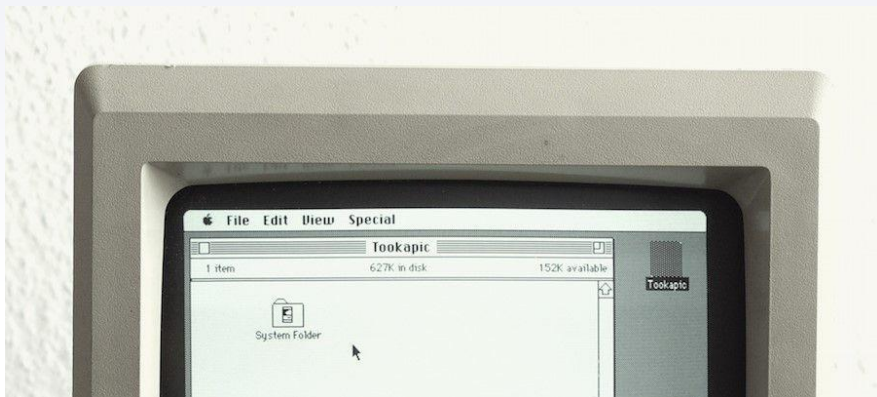 File Edit View Special
Tookapic
1 item 627K in disk 152K available
Tookapic
System Folder